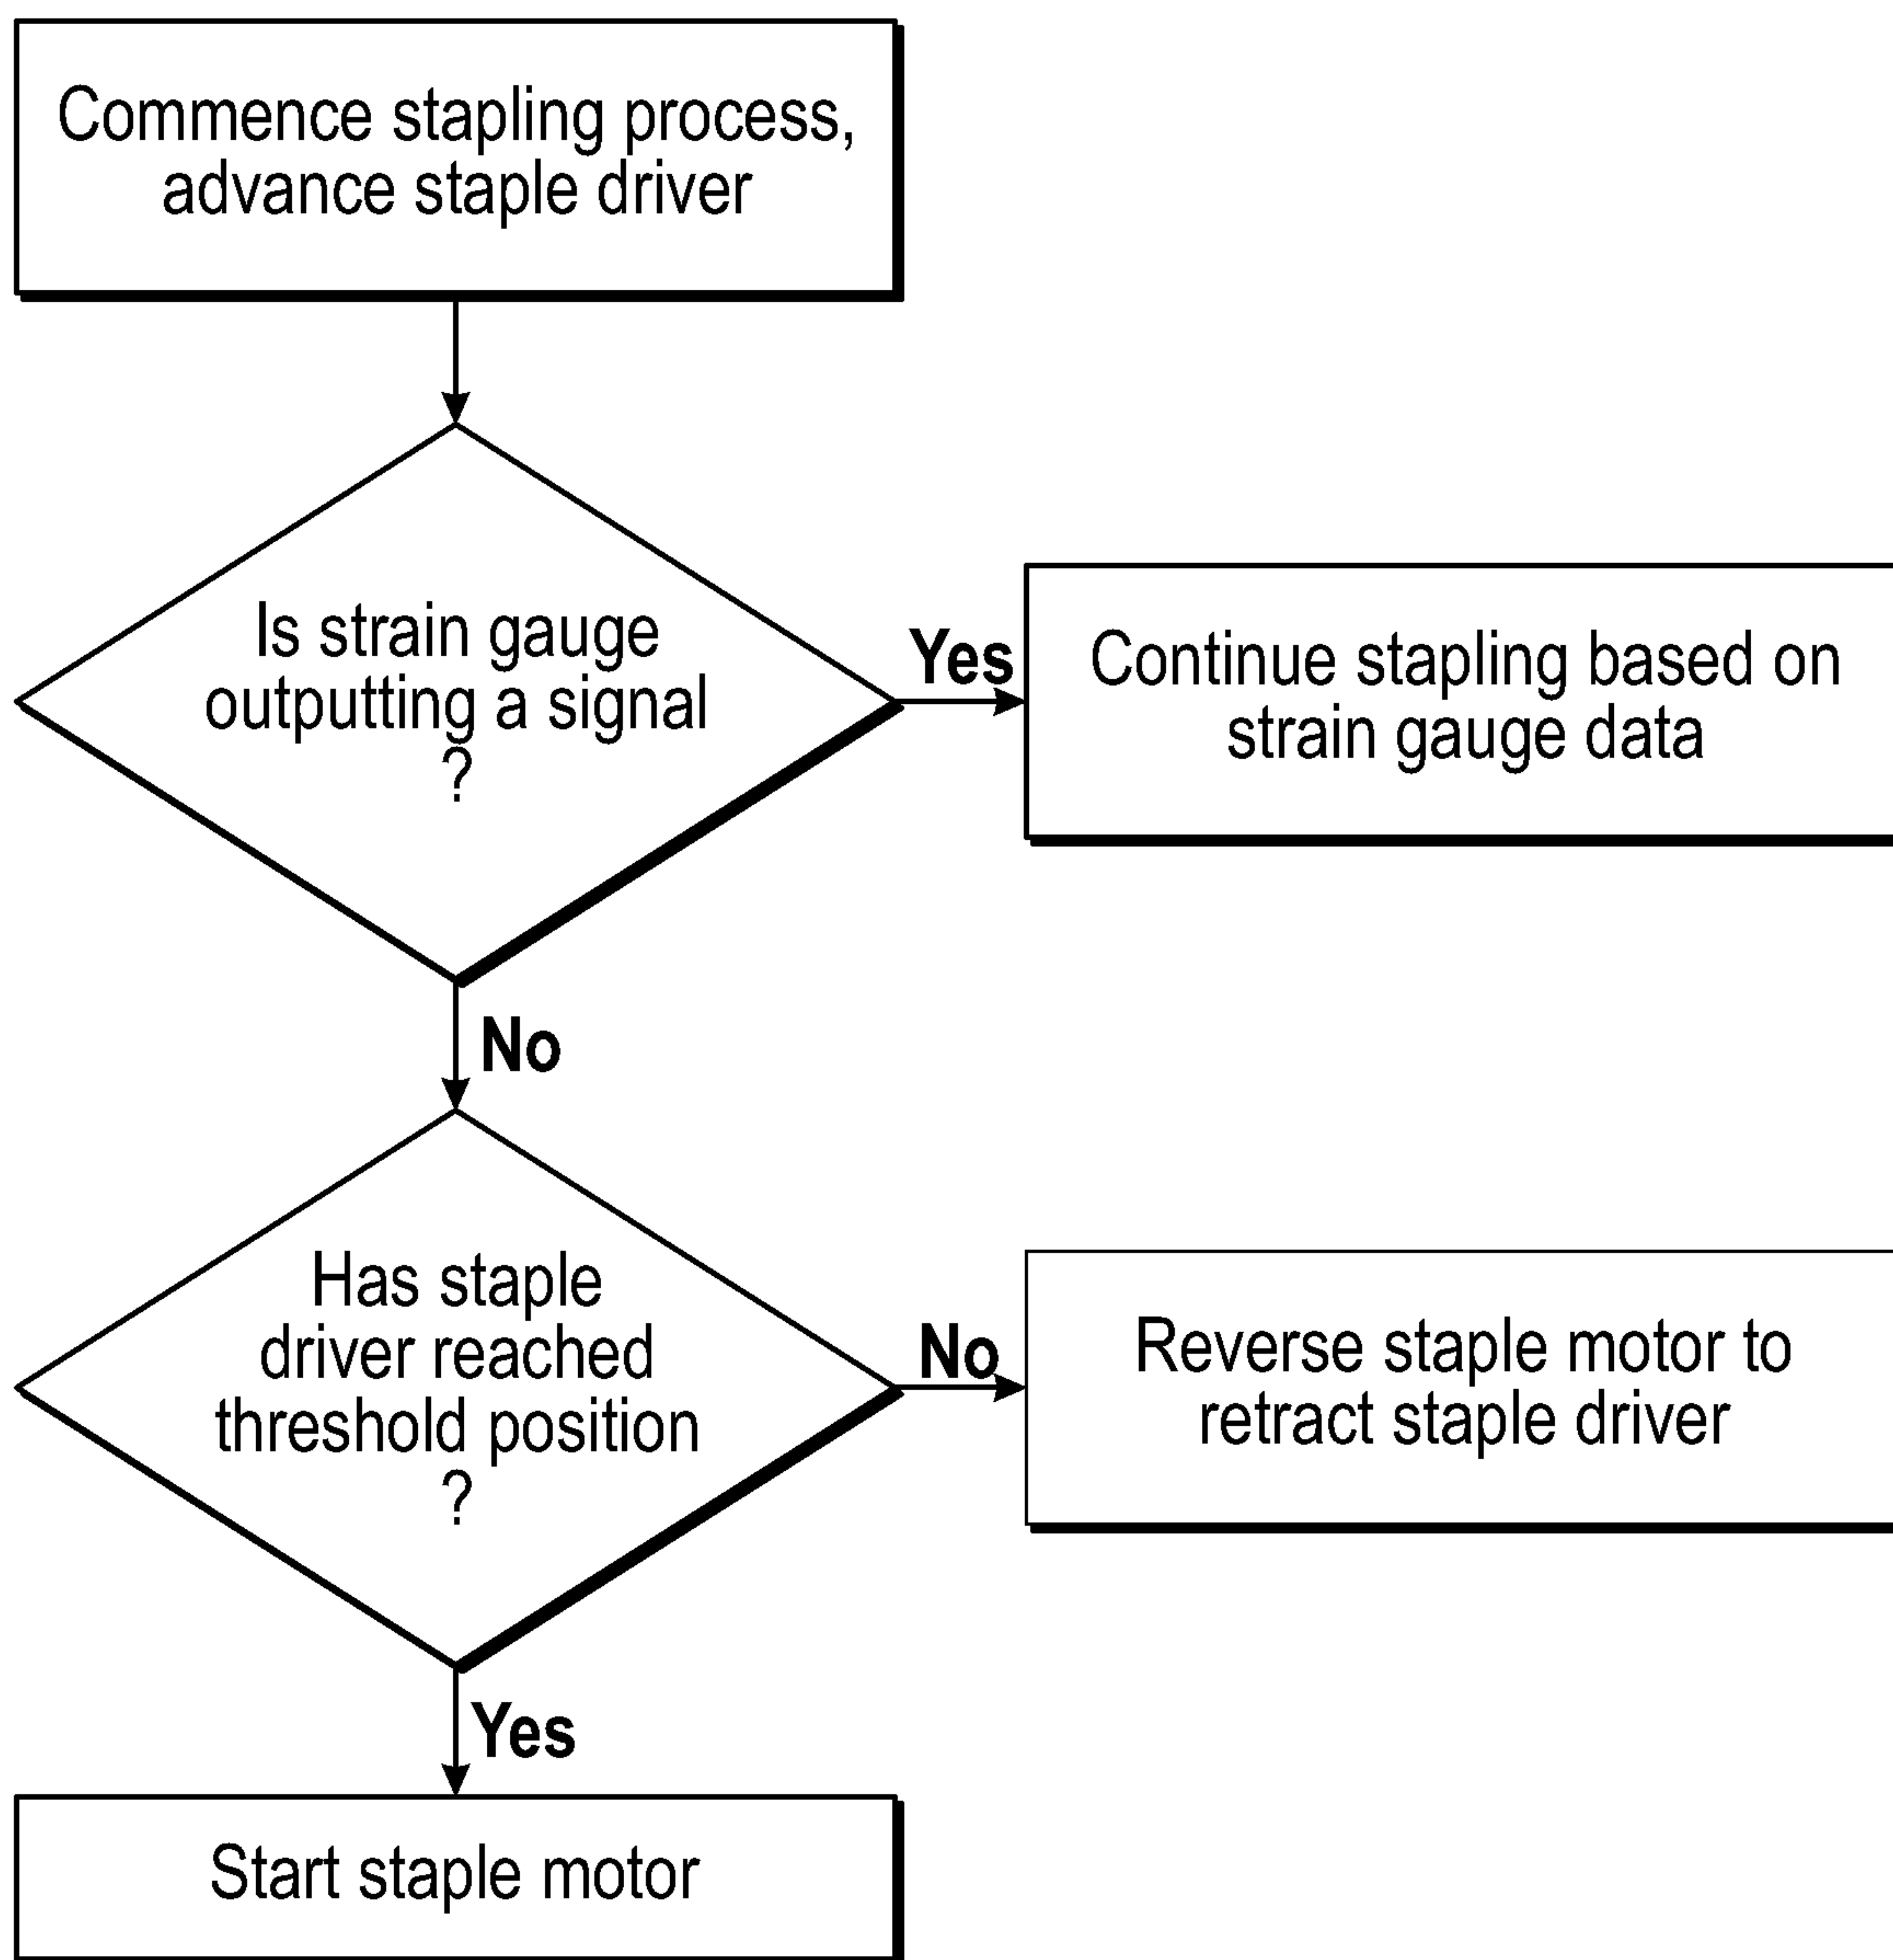 Commence stapling process,
advance staple driver
Is strain gauge
outputting a signal
?
Yes
Continue stapling based on
strain gauge data
No
Has staple
driver reached
threshold position
?
No
Reverse staple motor to
retract staple driver
Yes
Start staple motor